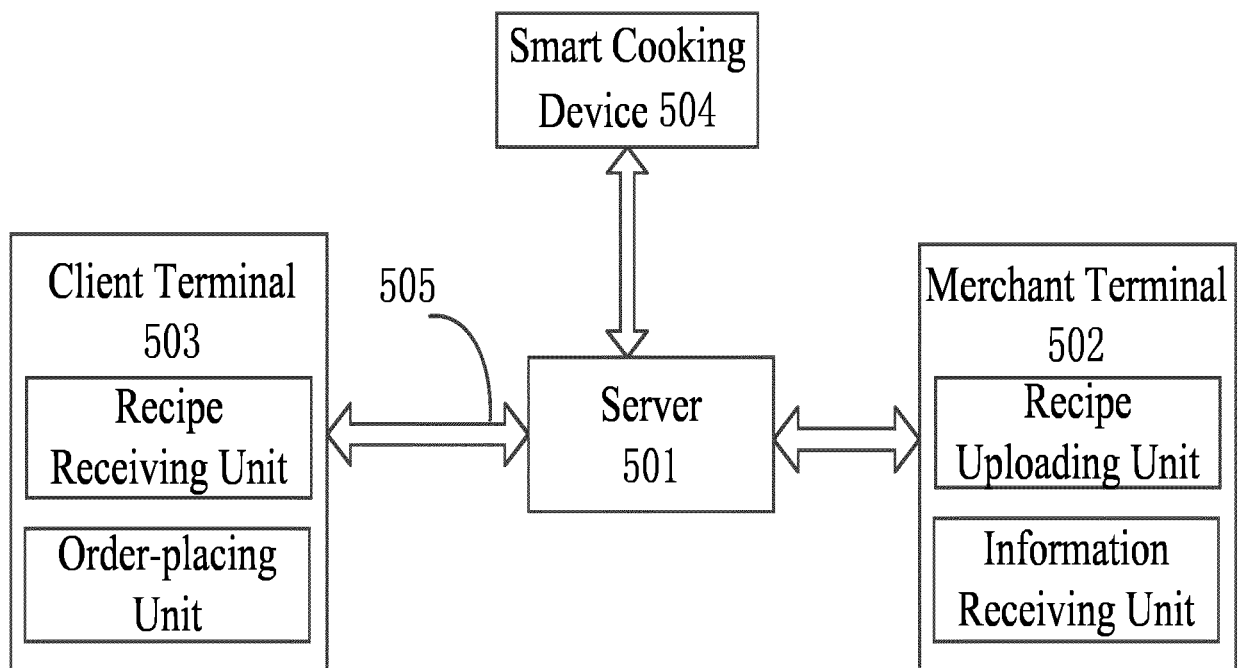 Smart Cooking
Device 504
Client Terminal
503
Recipe
Receiving Unit
Order-placing
Unit
505
Server
501
Merchant Terminal
502
Recipe
Uploading Unit
Information
Receiving Unit